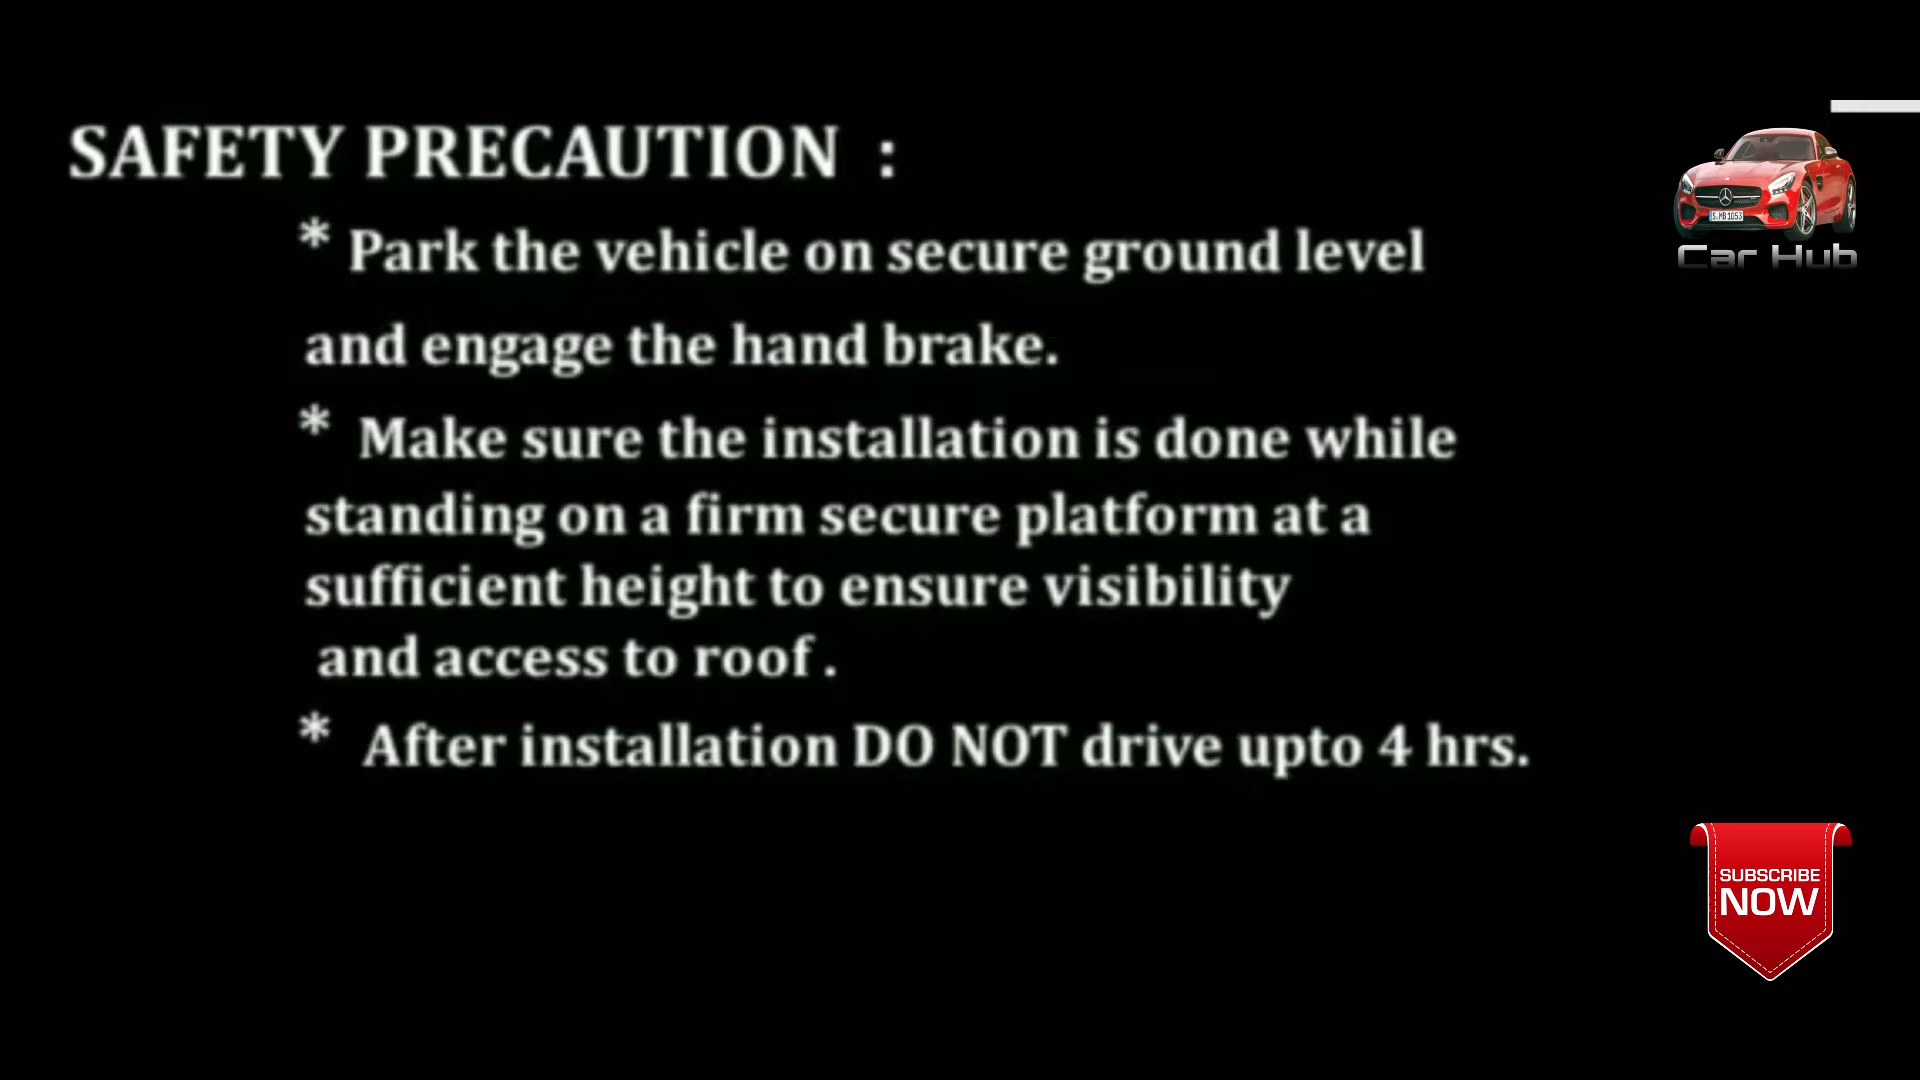 SAFETY PRECAUTION :
* Park the vehicle on secure ground level
and engage the hand brake.
* Make sure the installation is done while
standing on a firm secure platform at a
sufficient height to ensure visibility
and access to roof .
* After installation DO NOT drive upto 4 hrs.
S MB 1053
Car Hub
SUBSCRIBE
NOW